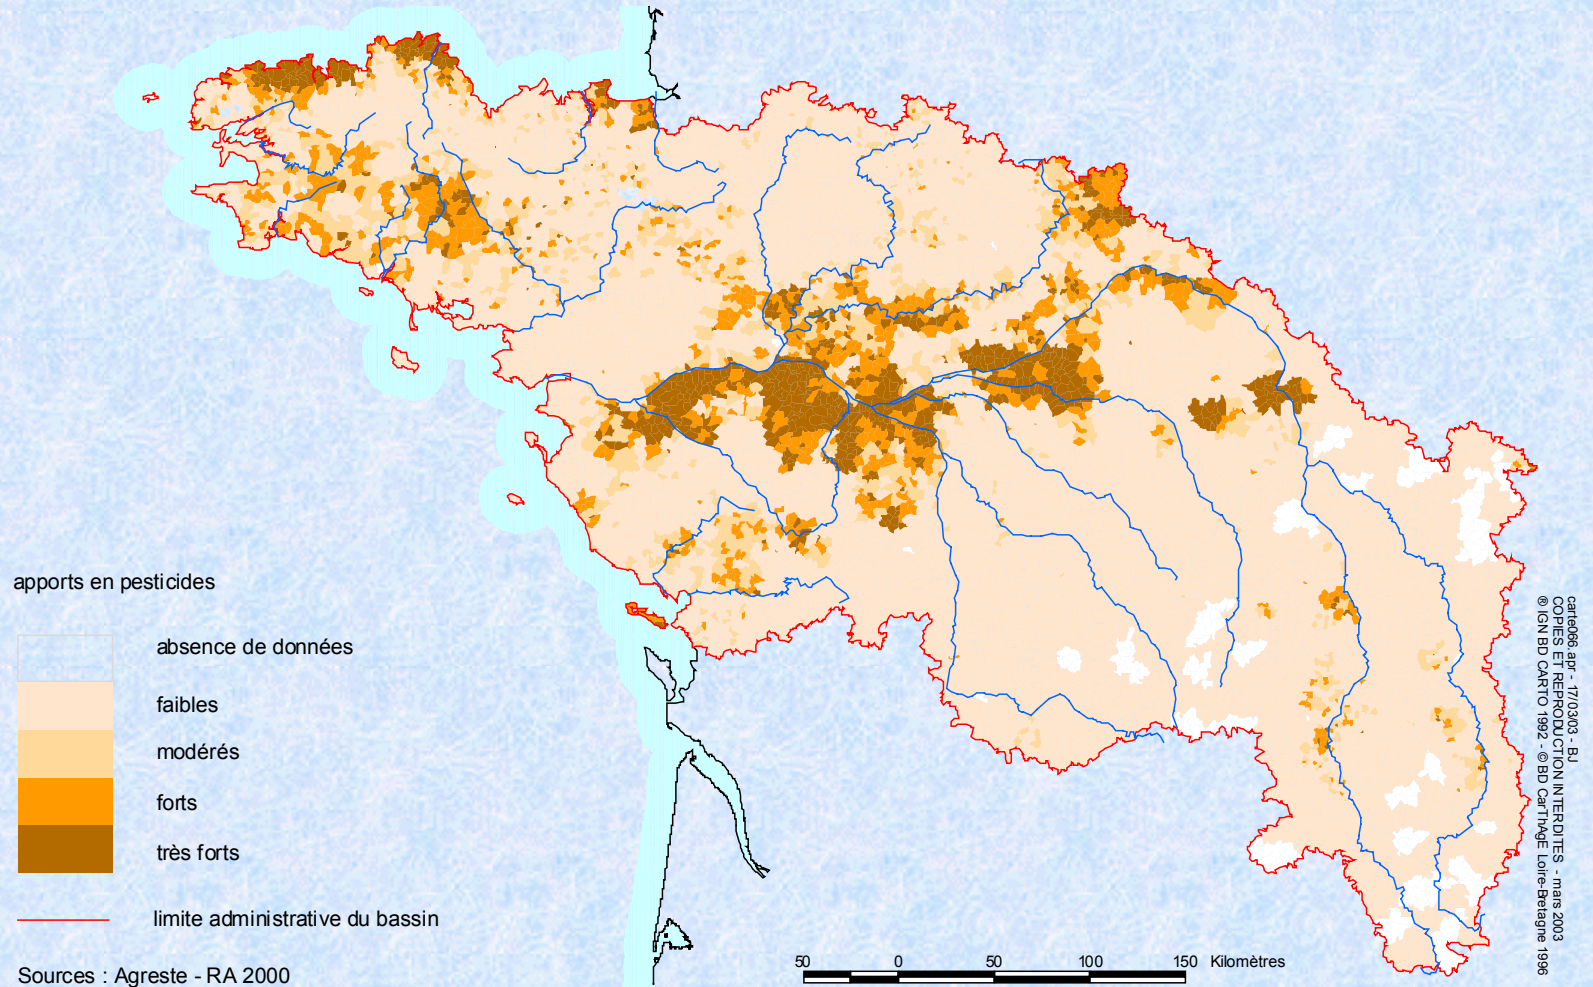 apports en pesticides
absence de données
faibles
modérés
forts
très forts
limite administrative du bassin
Sources : Agreste - RA 2000
50 0 50 100 150 Kilomètres
carte066.apr - 17/03/03 - BJ
COPIES ET REPRODUCTION INTERDITES - mars 2003
® IGN BD CARTO 1992 - © BD CarThAgE Loire-Bretagne 1996